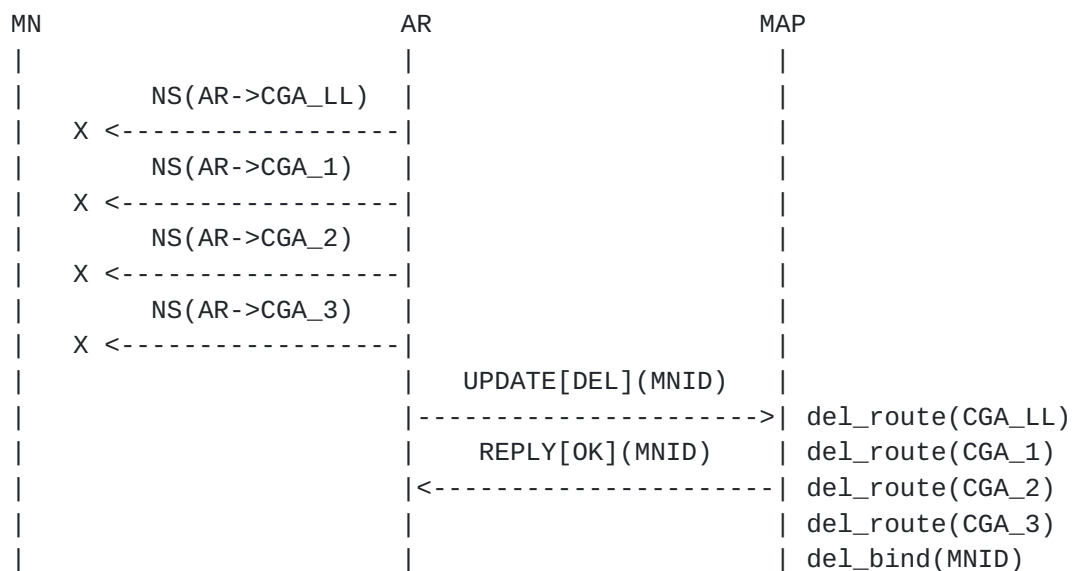 MN AR MAP
| | |
| NS(AR->CGA_LL) | |
| X <------------------| |
| NS(AR->CGA_1) | |
| X <------------------| |
| NS(AR->CGA_2) | |
| X <------------------| |
| NS(AR->CGA_3) | |
| X <------------------| |
| | UPDATE[DEL](MNID) |
| |---------------------->| del_route(CGA_LL)
| | REPLY[OK](MNID) | del_route(CGA_1)
| |<----------------------| del_route(CGA_2)
| | | del_route(CGA_3)
| | | del_bind(MNID)